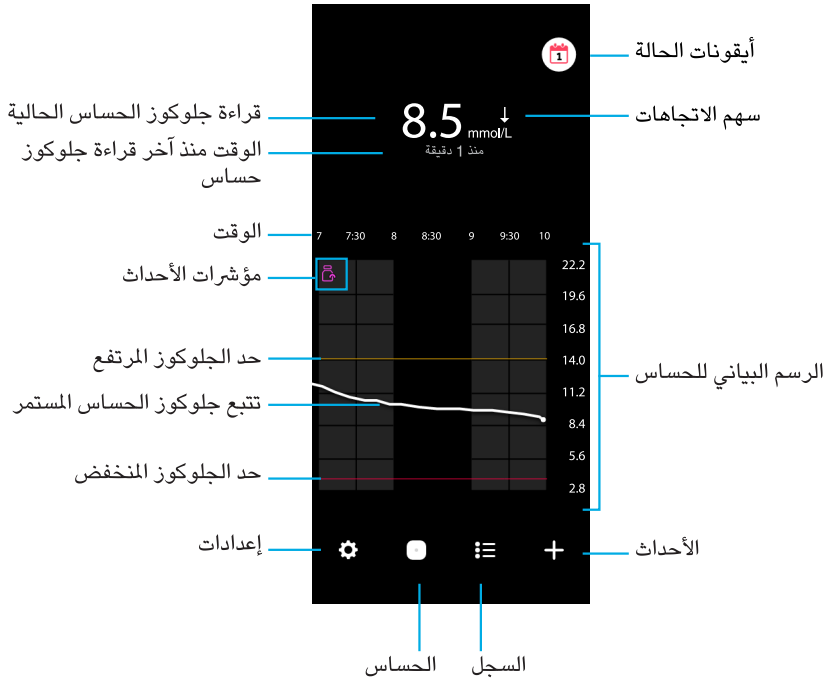 أيقونات الحالة
1
قراءة جلوكوز الحساس الحالية
8.5 mmol/L
سهم الاتجاهات
الوقت منذ آخر قراءة جلوكوز
حساس
منذ 1 دقيقة
الوقت
7 7:30 8 8:30 9 9:30 10
مؤشرات الأحداث
22.2
19.6
16.8
حد الجلوكوز المرتفع
14.0
الرسم البياني للحساس
11.2
تتبع جلوكوز الحساس المستمر
8.4
5.6
حد الجلوكوز المنخفض
2.8
إعدادات
الأحداث
الحساس
السجل